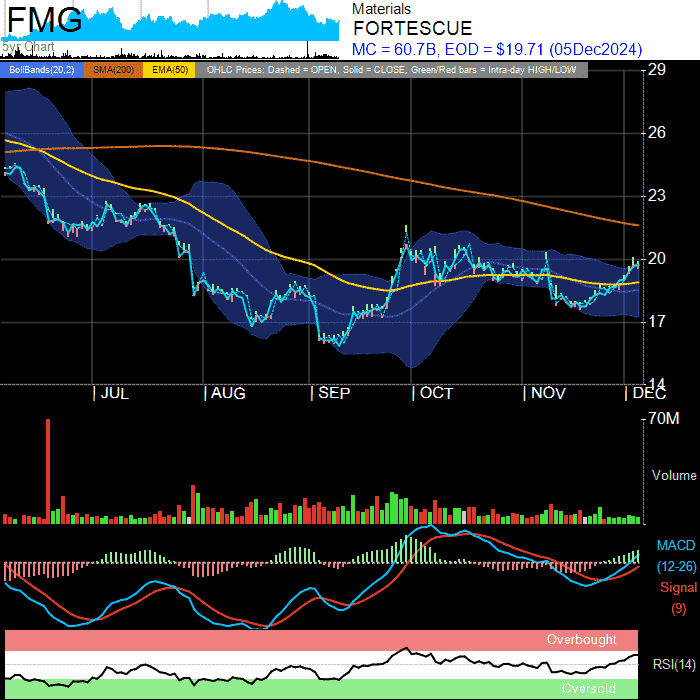 FMG
5yr Chart
Materials
FORTESCUE
MC = 60.7B, EOD = $19.71 (05Dec2024)
BollBands(20,2) SMA(200) EMA(50) OHLC Prices: Dashed = OPEN, Solid = CLOSE, Green/Red bars = Intra-day HIGH/LOW
29
26
23
20
17
14
JUL AUG SEP OCT NOV DEC
70M
Volume
MACD
(12-26)
Signal
(9)
Overbought
RSI(14)
Oversold